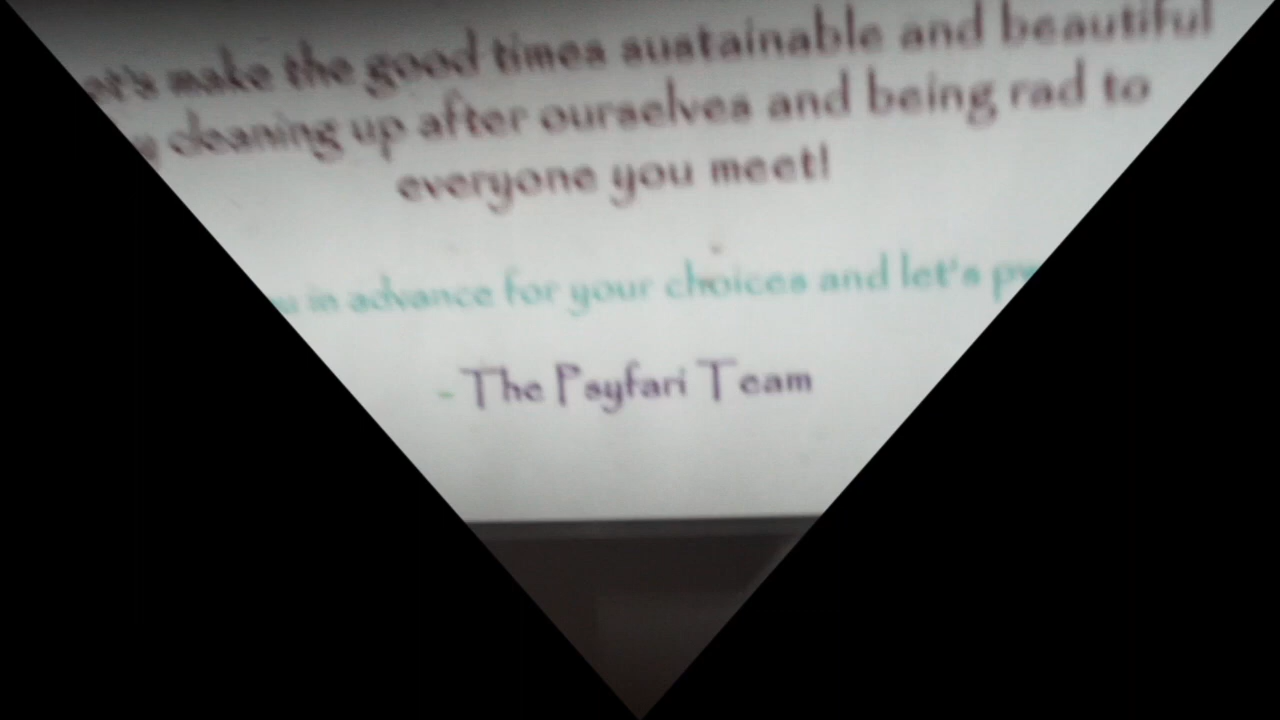 make the good times sustainable and beautiful
cleaning up after ourselves and being rad to
everyone you meet!
in advance for your choices and let's
- The Psyfari Team